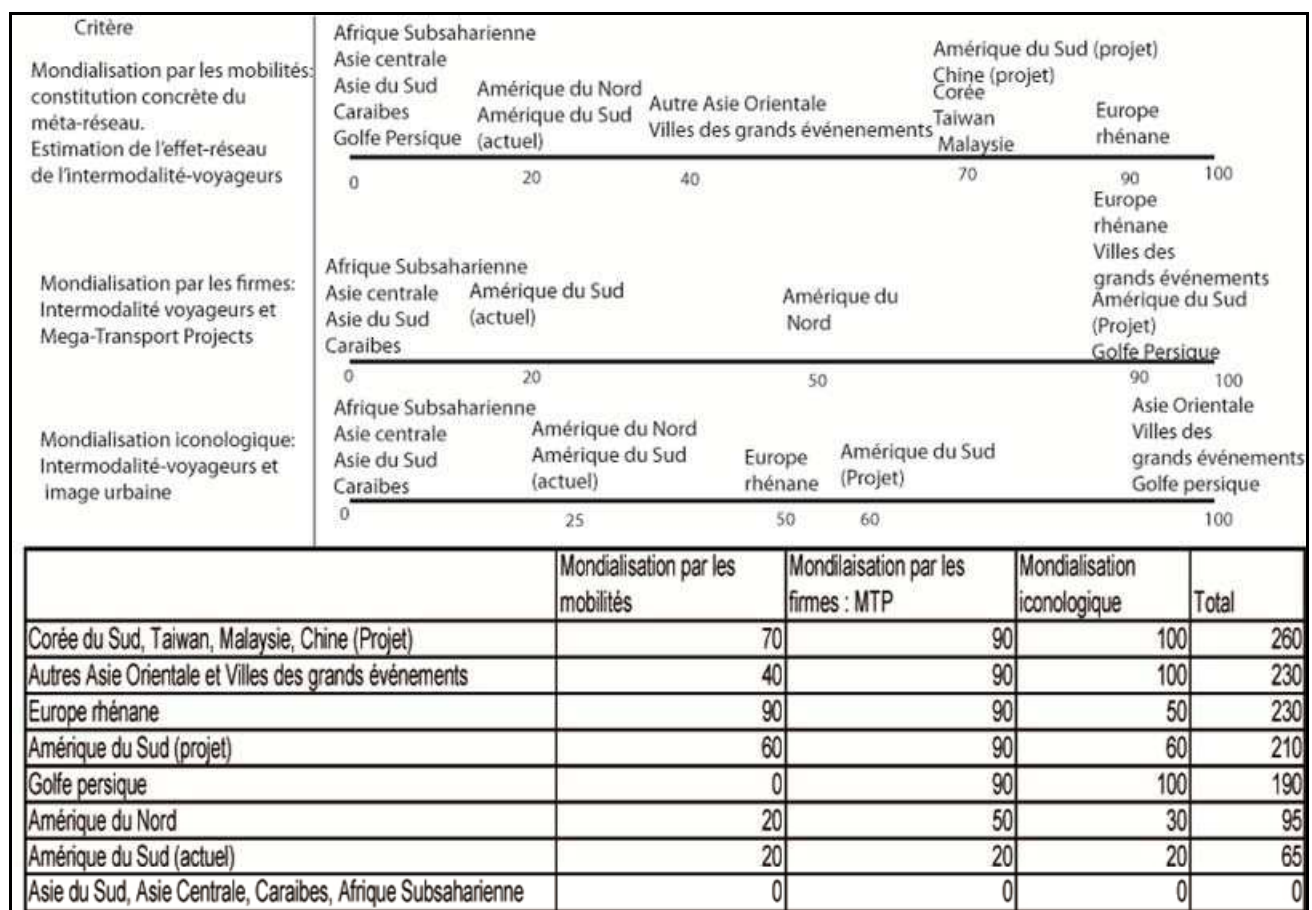 Critère
Mondialisation par les mobilités:
constitution concrète du
méta-réseau.
Estimation de l'effet-réseau
de l'intermodalité-voyageurs
Afrique Subsaharienne
Asie centrale
Asie du Sud
Caraibes
Golfe Persique
Amérique du Nord
Amérique du Sud
(actuel)
Autre Asie Orientale
Villes des grands événenements
Amérique du Sud (projet)
Chine (projet)
Corée
Taiwan
Malaysie
Europe
rhénane
0 20 40 70 90 100
Mondialisation par les firmes:
Intermodalité voyageurs et
Mega-Transport Projects
Afrique Subsaharienne
Asie centrale
Asie du Sud
Caraibes
Amérique du Sud
(actuel)
Amérique du
Nord
Europe
rhénane
Villes des
grands événements
Amérique du Sud
(Projet)
Golfe Persique
0 20 50 90 100
Mondialisation iconologique:
Intermodalité-voyageurs et
image urbaine
Afrique Subsaharienne
Asie centrale
Asie du Sud
Caraibes
Amérique du Nord
Amérique du Sud
(actuel)
Europe
rhénane
Amérique du Sud
(Projet)
Asie Orientale
Villes des
grands événements
Golfe persique
0 25 50 60 100
Mondialisation par les
mobilités
Mondilaisation par les
firmes : MTP
Mondialisation
iconologique
Total
Corée du Sud, Taiwan, Malaysie, Chine (Projet) 70 90 100 260
Autres Asie Orientale et Villes des grands événements 40 90 100 230
Europe rhénane 90 90 50 230
Amérique du Sud (projet) 60 90 60 210
Golfe persique 0 90 100 190
Amérique du Nord 20 50 30 95
Amérique du Sud (actuel) 20 20 20 65
Asie du Sud, Asie Centrale, Caraibes, Afrique Subsaharienne 0 0 0 0